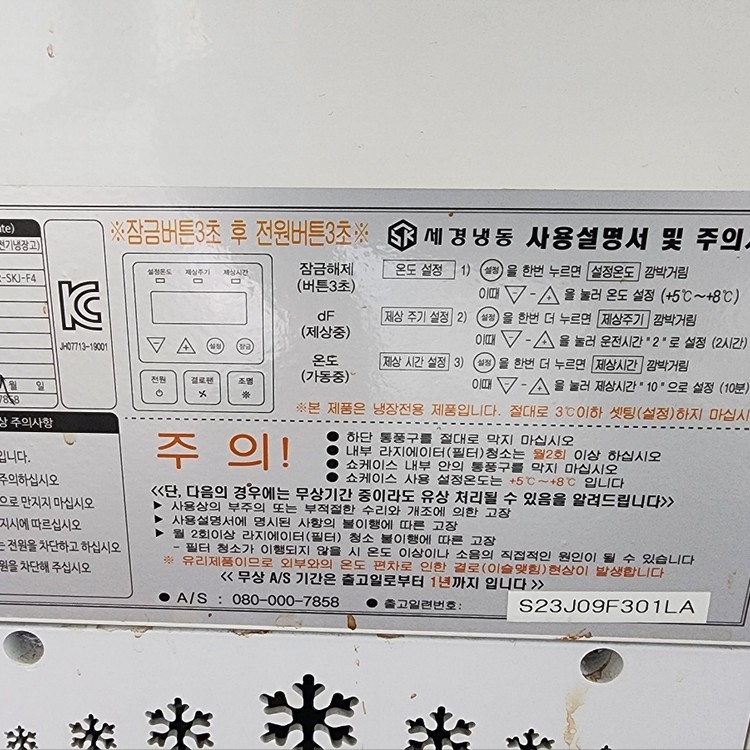 전기냉장고)
-SKJ-F4
월 일
7858
JH07713-19001
※잠금버튼3초 후 전원버튼3초※
설정온도 제상주기 제상시간
설정 잠금
전원 결로팬 조명
잠금해제
(버튼3초)
dF
(제상중)
온도
(가동중)
세경냉동 사용설명서 및 주의사
온도 설정 1) 설정 을 한번 누르면 설정온도 깜박거림
이때 ▽ - △ 을 눌러 온도 설정 (+5℃~+8℃)
제상 주기 설정 2) 설정 을 한번 더 누르면 제상주기 깜박거림
이때 ▽ - △ 을 눌러 운전시간 "2"로 설정 (2시간)
제상 시간 설정 3) 설정 을 한번 더 누르면 제상시간 깜박거림
이때 ▽ - △ 을 눌러 제상시간 "10"으로 설정 (10분)
※본 제품은 냉장전용 제품입니다. 절대로 3℃이하 셋팅(설정)하지 마십시
상 주의사항
입니다.
주의하십시오
으로 만지지 마십시오
지시에 따르십시오
는 전원을 차단하고 하십시오
원을 차단해 주십시오
주 의!
● 하단 통풍구를 절대로 막지 마십시오
● 내부 라지에이터(필터)청소는 월2회 이상 하십시오
● 쇼케이스 내부 안의 통풍구를 막지 마십시오
● 쇼케이스 사용 설정온도는 +5℃~+8℃ 입니다
<<단, 다음의 경우에는 무상기간 중이라도 유상 처리될 수 있음을 알려드립니다>>
▶ 사용상의 부주의 또는 부적절한 수리와 개조에 의한 고장
▶ 사용설명서에 명시된 사항의 불이행에 따른 고장
▶ 월 2회이상 라지에이터(필터) 청소 불이행에 따른 고장
- 필터 청소가 이행되지 않을 시 온도 이상이나 소음의 직접적인 원인이 될 수 있습니다
※ 유리제품이므로 외부와의 온도 편차로 인한 결로(이슬맺힘)현상이 발생합니다
<< 무상 A/S 기간은 출고일로부터 1년까지 입니다 >>
● A/S : 080-000-7858
● 출고일련번호:
S23J09F301LA